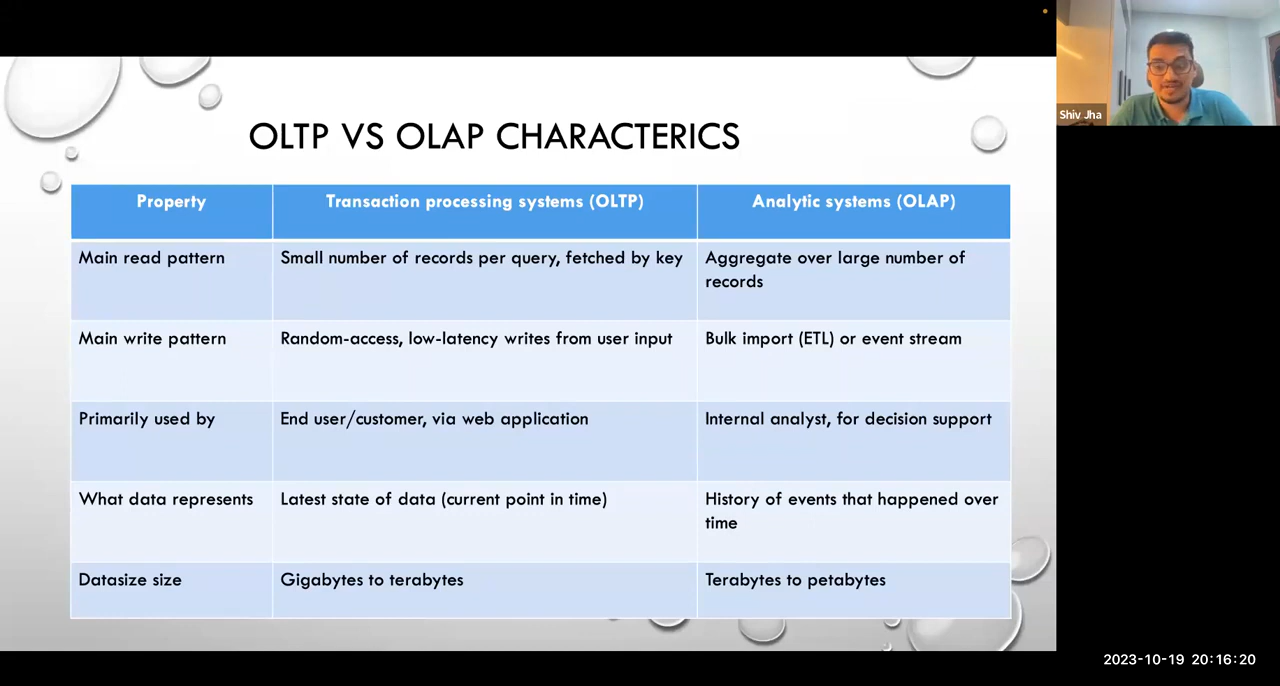 OLTP VS OLAP CHARACTERICS
Shiv Jha
Property
Transaction processing systems (OLTP)
Analytic systems (OLAP)
Main read pattern
Small number of records per query, fetched by key
Aggregate over large number of
records
Main write pattern
Random-access, low-latency writes from user input
Bulk import (ETL) or event stream
Primarily used by
End user/customer, via web application
Internal analyst, for decision support
What data represents
Latest state of data (current point in time)
History of events that happened over
time
Datasize size
Gigabytes to terabytes
Terabytes to petabytes
2023-10-19 20:16:20